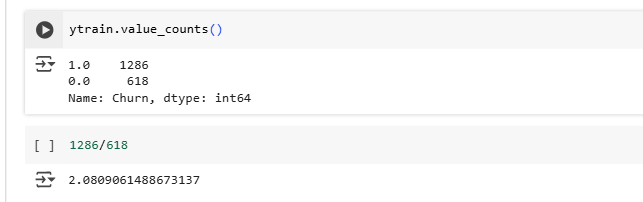 ytrain.value_counts()
1.0    1286
0.0     618
Name: Churn, dtype: int64
[ ] 1286/618
2.0809061488673137